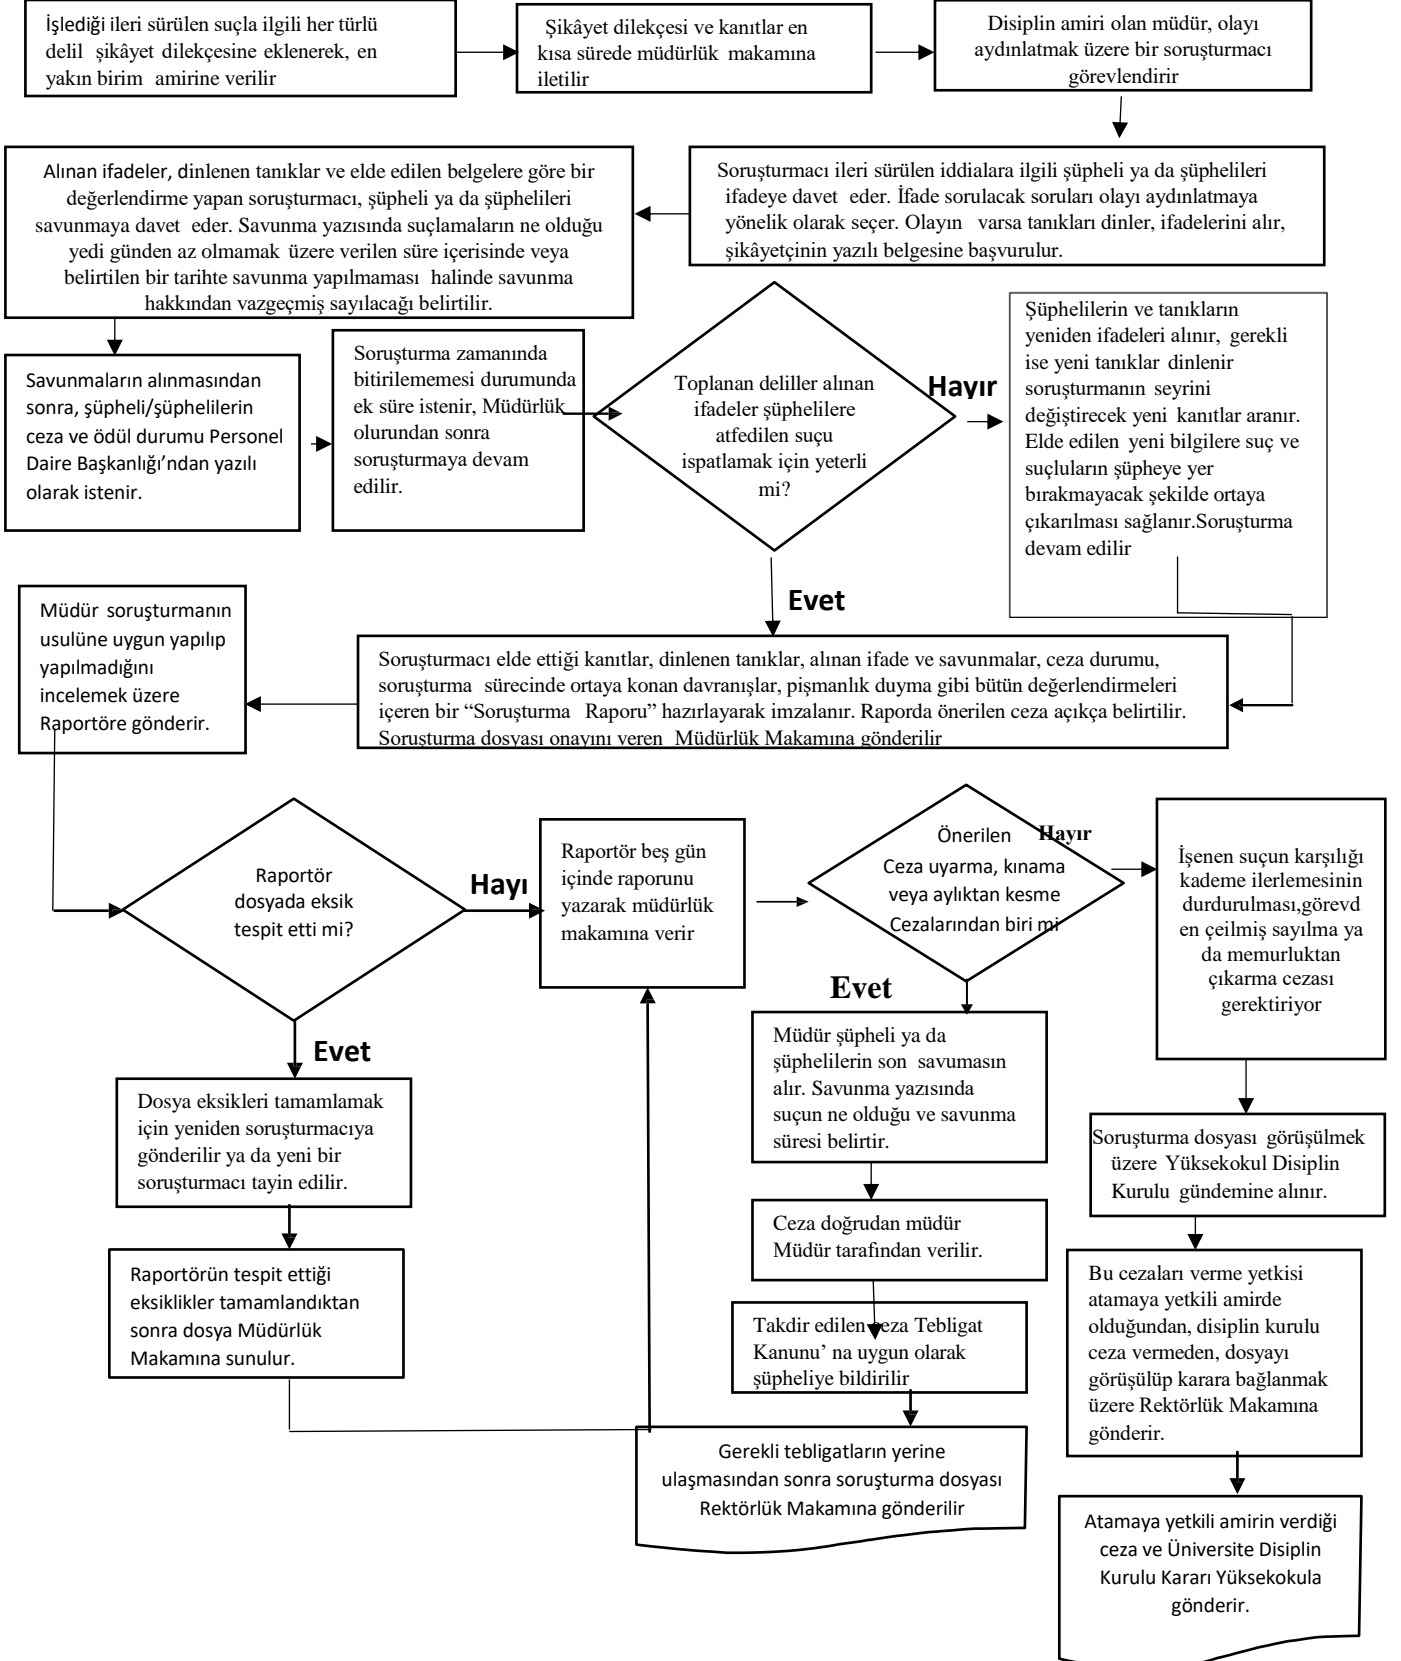 İşlediği ileri sürülen suçla ilgili her türlü
delil şikâyet dilekçesine eklenerek, en
yakın birim amirine verilir
Şikâyet dilekçesi ve kanıtlar en
kısa sürede müdürlük makamına
iletilir
Disiplin amiri olan müdür, olayı
aydınlatmak üzere bir soruşturmacı
görevlendirir
Soruşturmacı ileri sürülen iddialara ilgili şüpheli ya da şüphelileri
ifadeye davet eder. İfade sorulacak soruları olayı aydınlatmaya
yönelik olarak seçer. Olayın varsa tanıkları dinler, ifadelerini alır,
şikâyetçinin yazılı belgesine başvurulur.
Alınan ifadeler, dinlenen tanıklar ve elde edilen belgelere göre bir
değerlendirme yapan soruşturmacı, şüpheli ya da şüphelileri
savunmaya davet eder. Savunma yazısında suçlamaların ne olduğu
yedi günden az olmamak üzere verilen süre içerisinde veya
belirtilen bir tarihte savunma yapılmaması halinde savunma
hakkından vazgeçmiş sayılacağı belirtilir.
Savunmaların alınmasından
sonra, şüpheli/şüphelilerin
ceza ve ödül durumu Personel
Daire Başkanlığı’ndan yazılı
olarak istenir.
Soruşturma zamanında
bitirilememesi durumunda
ek süre istenir, Müdürlük
olurundan sonra
soruşturmaya devam
edilir.
Toplanan deliller alınan
ifadeler şüphelilere
atfedilen suçu
ispatlamak için yeterli
mi?
Hayır
Şüphelilerin ve tanıkların
yeniden ifadeleri alınır, gerekli
ise yeni tanıklar dinlenir
soruşturmanın seyrini
değiştirecek yeni kanıtlar aranır.
Elde edilen yeni bilgilere suç ve
suçluların şüpheye yer
bırakmayacak şekilde ortaya
çıkarılması sağlanır.Soruşturma
devam edilir
Evet
Soruşturmacı elde ettiği kanıtlar, dinlenen tanıklar, alınan ifade ve savunmalar, ceza durumu,
soruşturma sürecinde ortaya konan davranışlar, pişmanlık duyma gibi bütün değerlendirmeleri
içeren bir “Soruşturma Raporu” hazırlayarak imzalanır. Raporda önerilen ceza açıkça belirtilir.
Soruşturma dosyası onayını veren Müdürlük Makamına gönderilir
Müdür soruşturmanın
usulüne uygun yapılıp
yapılmadığını
incelemek üzere
Raportöre gönderir.
Raportör
dosyada eksik
tespit etti mi?
Hayı
Raportör beş gün
içinde raporunu
yazarak müdürlük
makamına verir
Önerilen
Ceza uyarma, kınama
veya aylıktan kesme
Cezalarından biri mi
Hayır
İşenen suçun karşılığı
kademe ilerlemesinin
durdurulması,görevd
en çeilmiş sayılma ya
da memurluktan
çıkarma cezası
gerektiriyor
Evet
Dosya eksikleri tamamlamak
için yeniden soruşturmacıya
gönderilir ya da yeni bir
soruşturmacı tayin edilir.
Raportörün tespit ettiği
eksiklikler tamamlandıktan
sonra dosya Müdürlük
Makamına sunulur.
Evet
Müdür şüpheli ya da
şüphelilerin son savumasın
alır. Savunma yazısında
suçun ne olduğu ve savunma
süresi belirtir.
Ceza doğrudan müdür
Müdür tarafından verilir.
Takdir edilen ceza Tebligat
Kanunu’ na uygun olarak
şüpheliye bildirilir
Gerekli tebligatların yerine
ulaşmasından sonra soruşturma dosyası
Rektörlük Makamına gönderilir
Soruşturma dosyası görüşülmek
üzere Yüksekokul Disiplin
Kurulu gündemine alınır.
Bu cezaları verme yetkisi
atamaya yetkili amirde
olduğundan, disiplin kurulu
ceza vermeden, dosyayı
görüşülüp karara bağlanmak
üzere Rektörlük Makamına
gönderir.
Atamaya yetkili amirin verdiği
ceza ve Üniversite Disiplin
Kurulu Kararı Yüksekokula
gönderir.